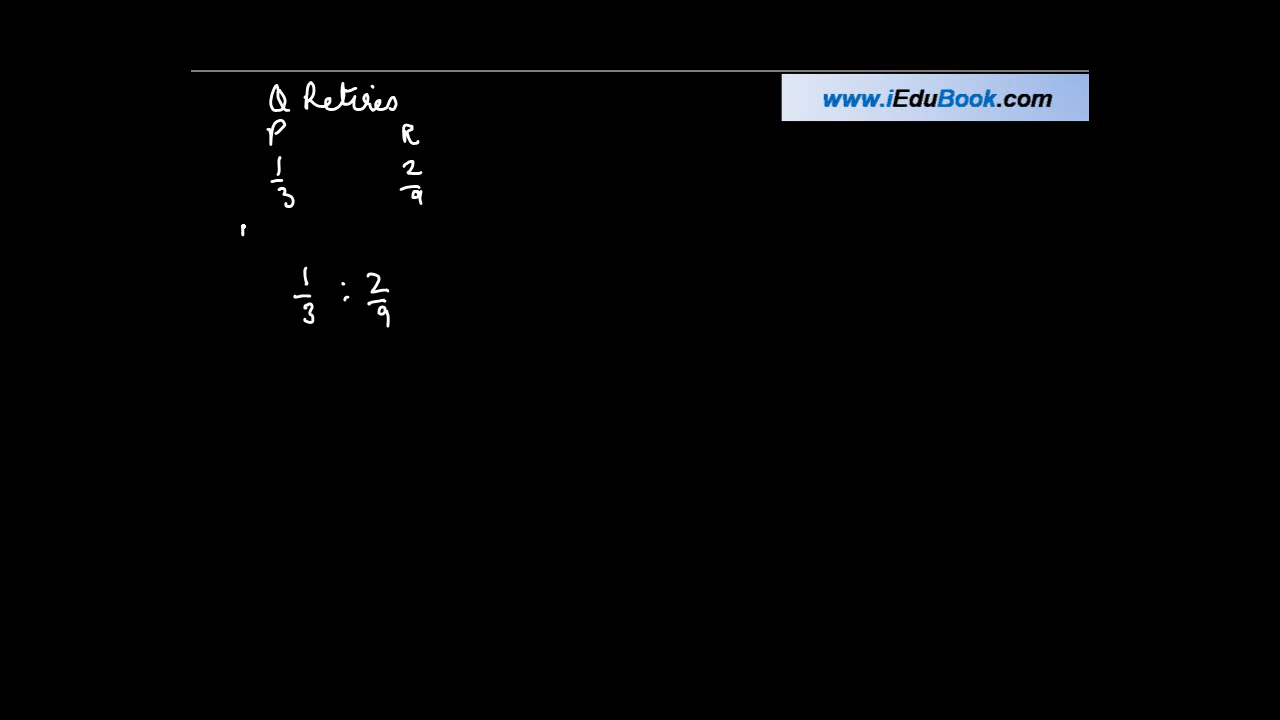 Q Retires
www.iEduBook.com
P R
1/3 2/9
1/3 : 2/9